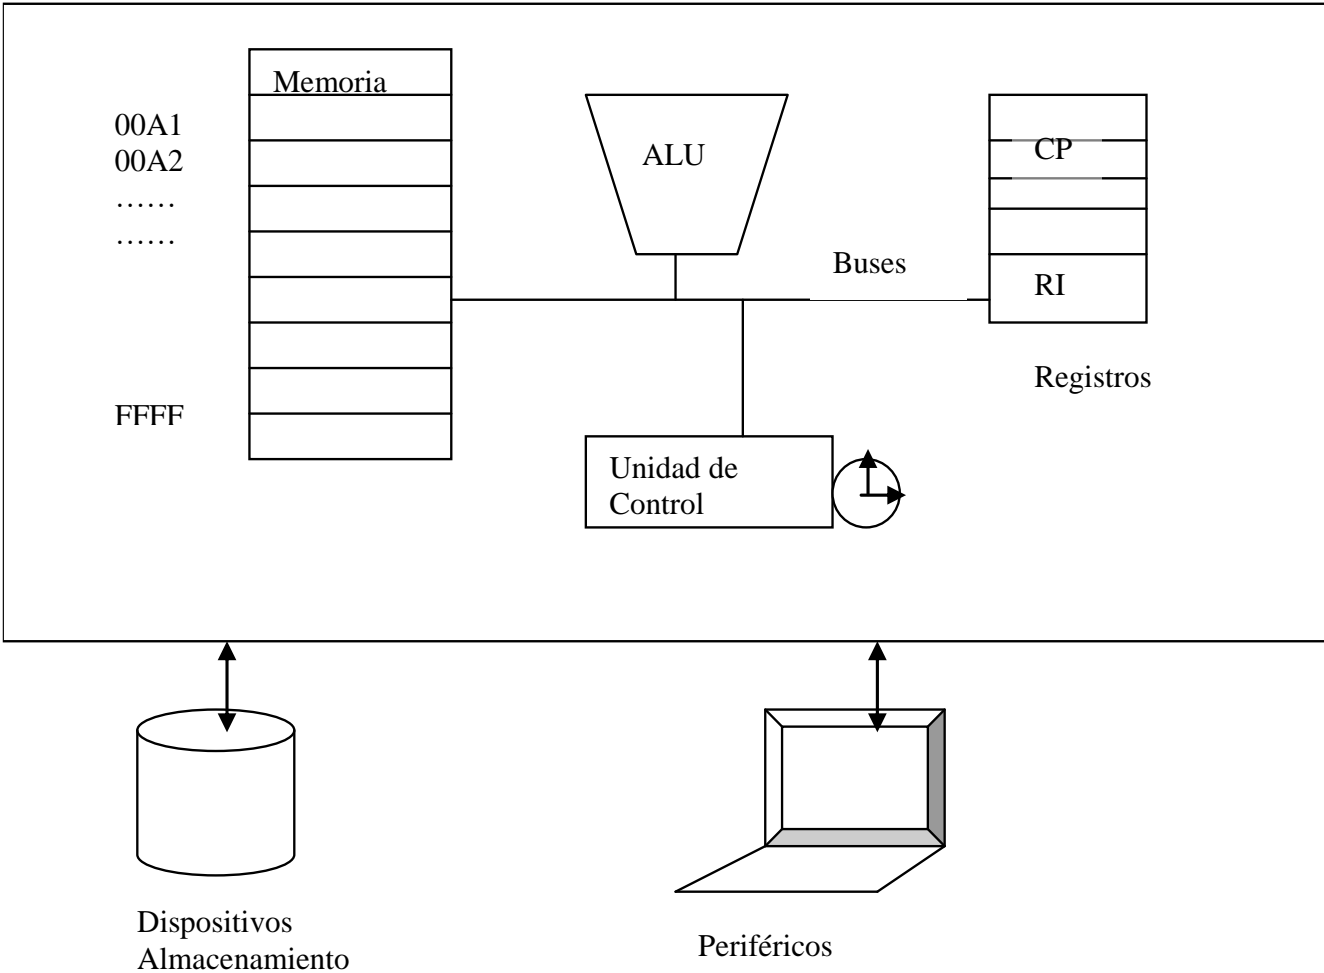 Memoria
00A1
00A2
……
……
FFFF
ALU
Buses
CP
RI
Registros
Unidad de
Control
Dispositivos
Almacenamiento
Periféricos